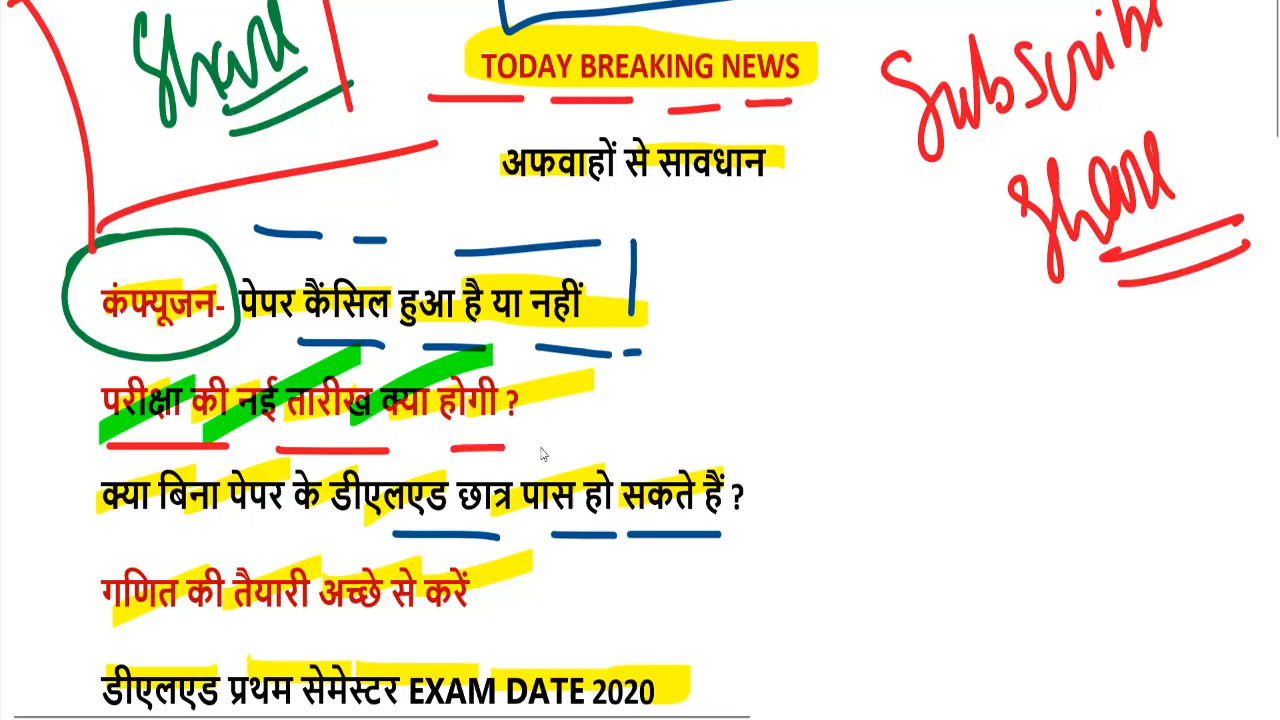 Share
TODAY BREAKING NEWS
Subscribe
अफवाहों से सावधान
Share
कंफ्यूजन- पेपर कैंसिल हुआ है या नहीं
परीक्षा की नई तारीख क्या होगी ?
क्या बिना पेपर के डीएलएड छात्र पास हो सकते हैं ?
गणित की तैयारी अच्छे से करें
डीएलएड प्रथम सेमेस्टर EXAM DATE 2020